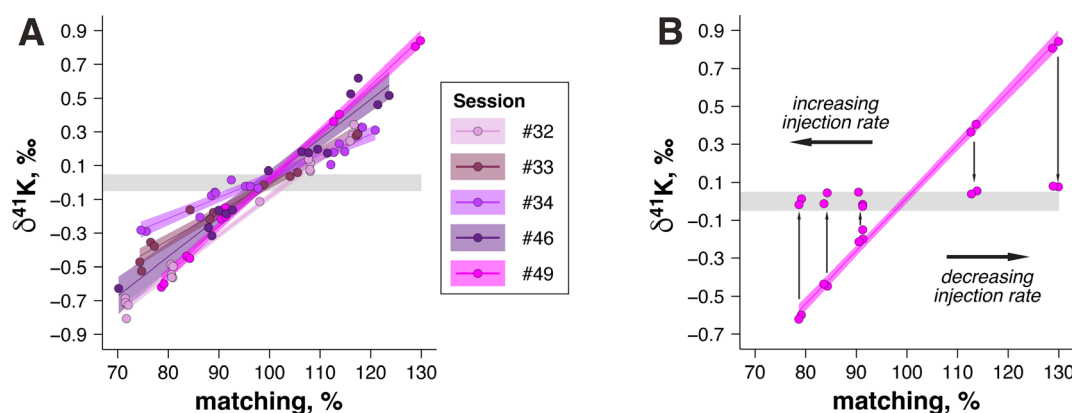 A
δ⁴¹K, ‰
0.9
0.7
0.5
0.3
0.1
−0.1
−0.3
−0.5
−0.7
−0.9
70 80 90 100 110 120 130
matching, %
Session
#32
#33
#34
#46
#49
B
δ⁴¹K, ‰
0.9
0.7
0.5
0.3
0.1
−0.1
−0.3
−0.5
−0.7
increasing
injection rate
decreasing
injection rate
70 80 90 100 110 120 130
matching, %